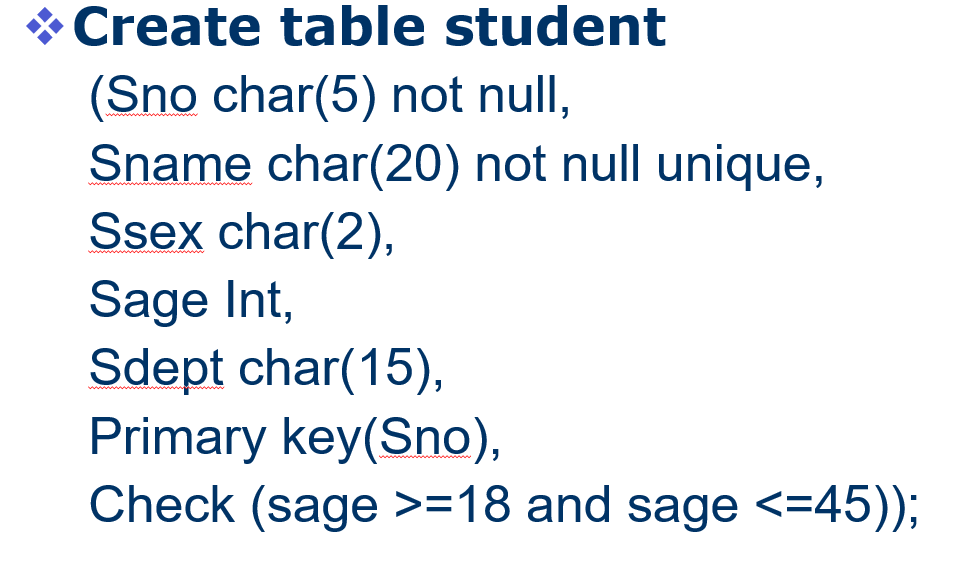 Create table student
(Sno char(5) not null,
Sname char(20) not null unique,
Ssex char(2),
Sage Int,
Sdept char(15),
Primary key(Sno),
Check (sage >=18 and sage <=45));